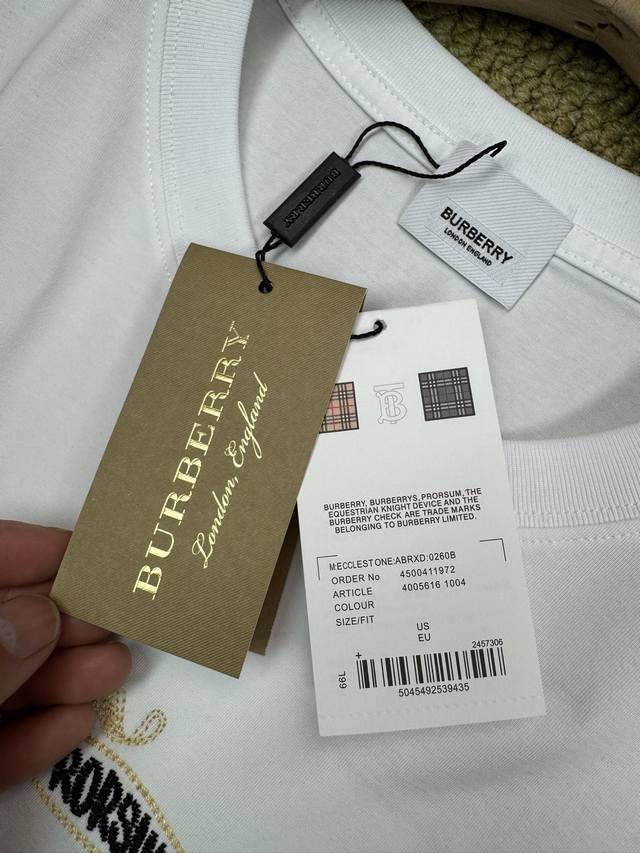 BURBERRY
BURBERRY
LONDON ENGLAND
BURBERRY
London, England
BURBERRY, BURBERRYS, PRORSUM, THE
EQUESTRIAN KNIGHT DEVICE AND THE
BURBERRY CHECK ARE TRADE MARKS
BELONGING TO BURBERRY LIMITED.
M:ECCLESTONE:ABRXD:0260B
ORDER No 4500411972
ARTICLE 4005616 1004
COLOUR
SIZE/FIT
US
EU
2457306
66L
5045492539435
RORSUM